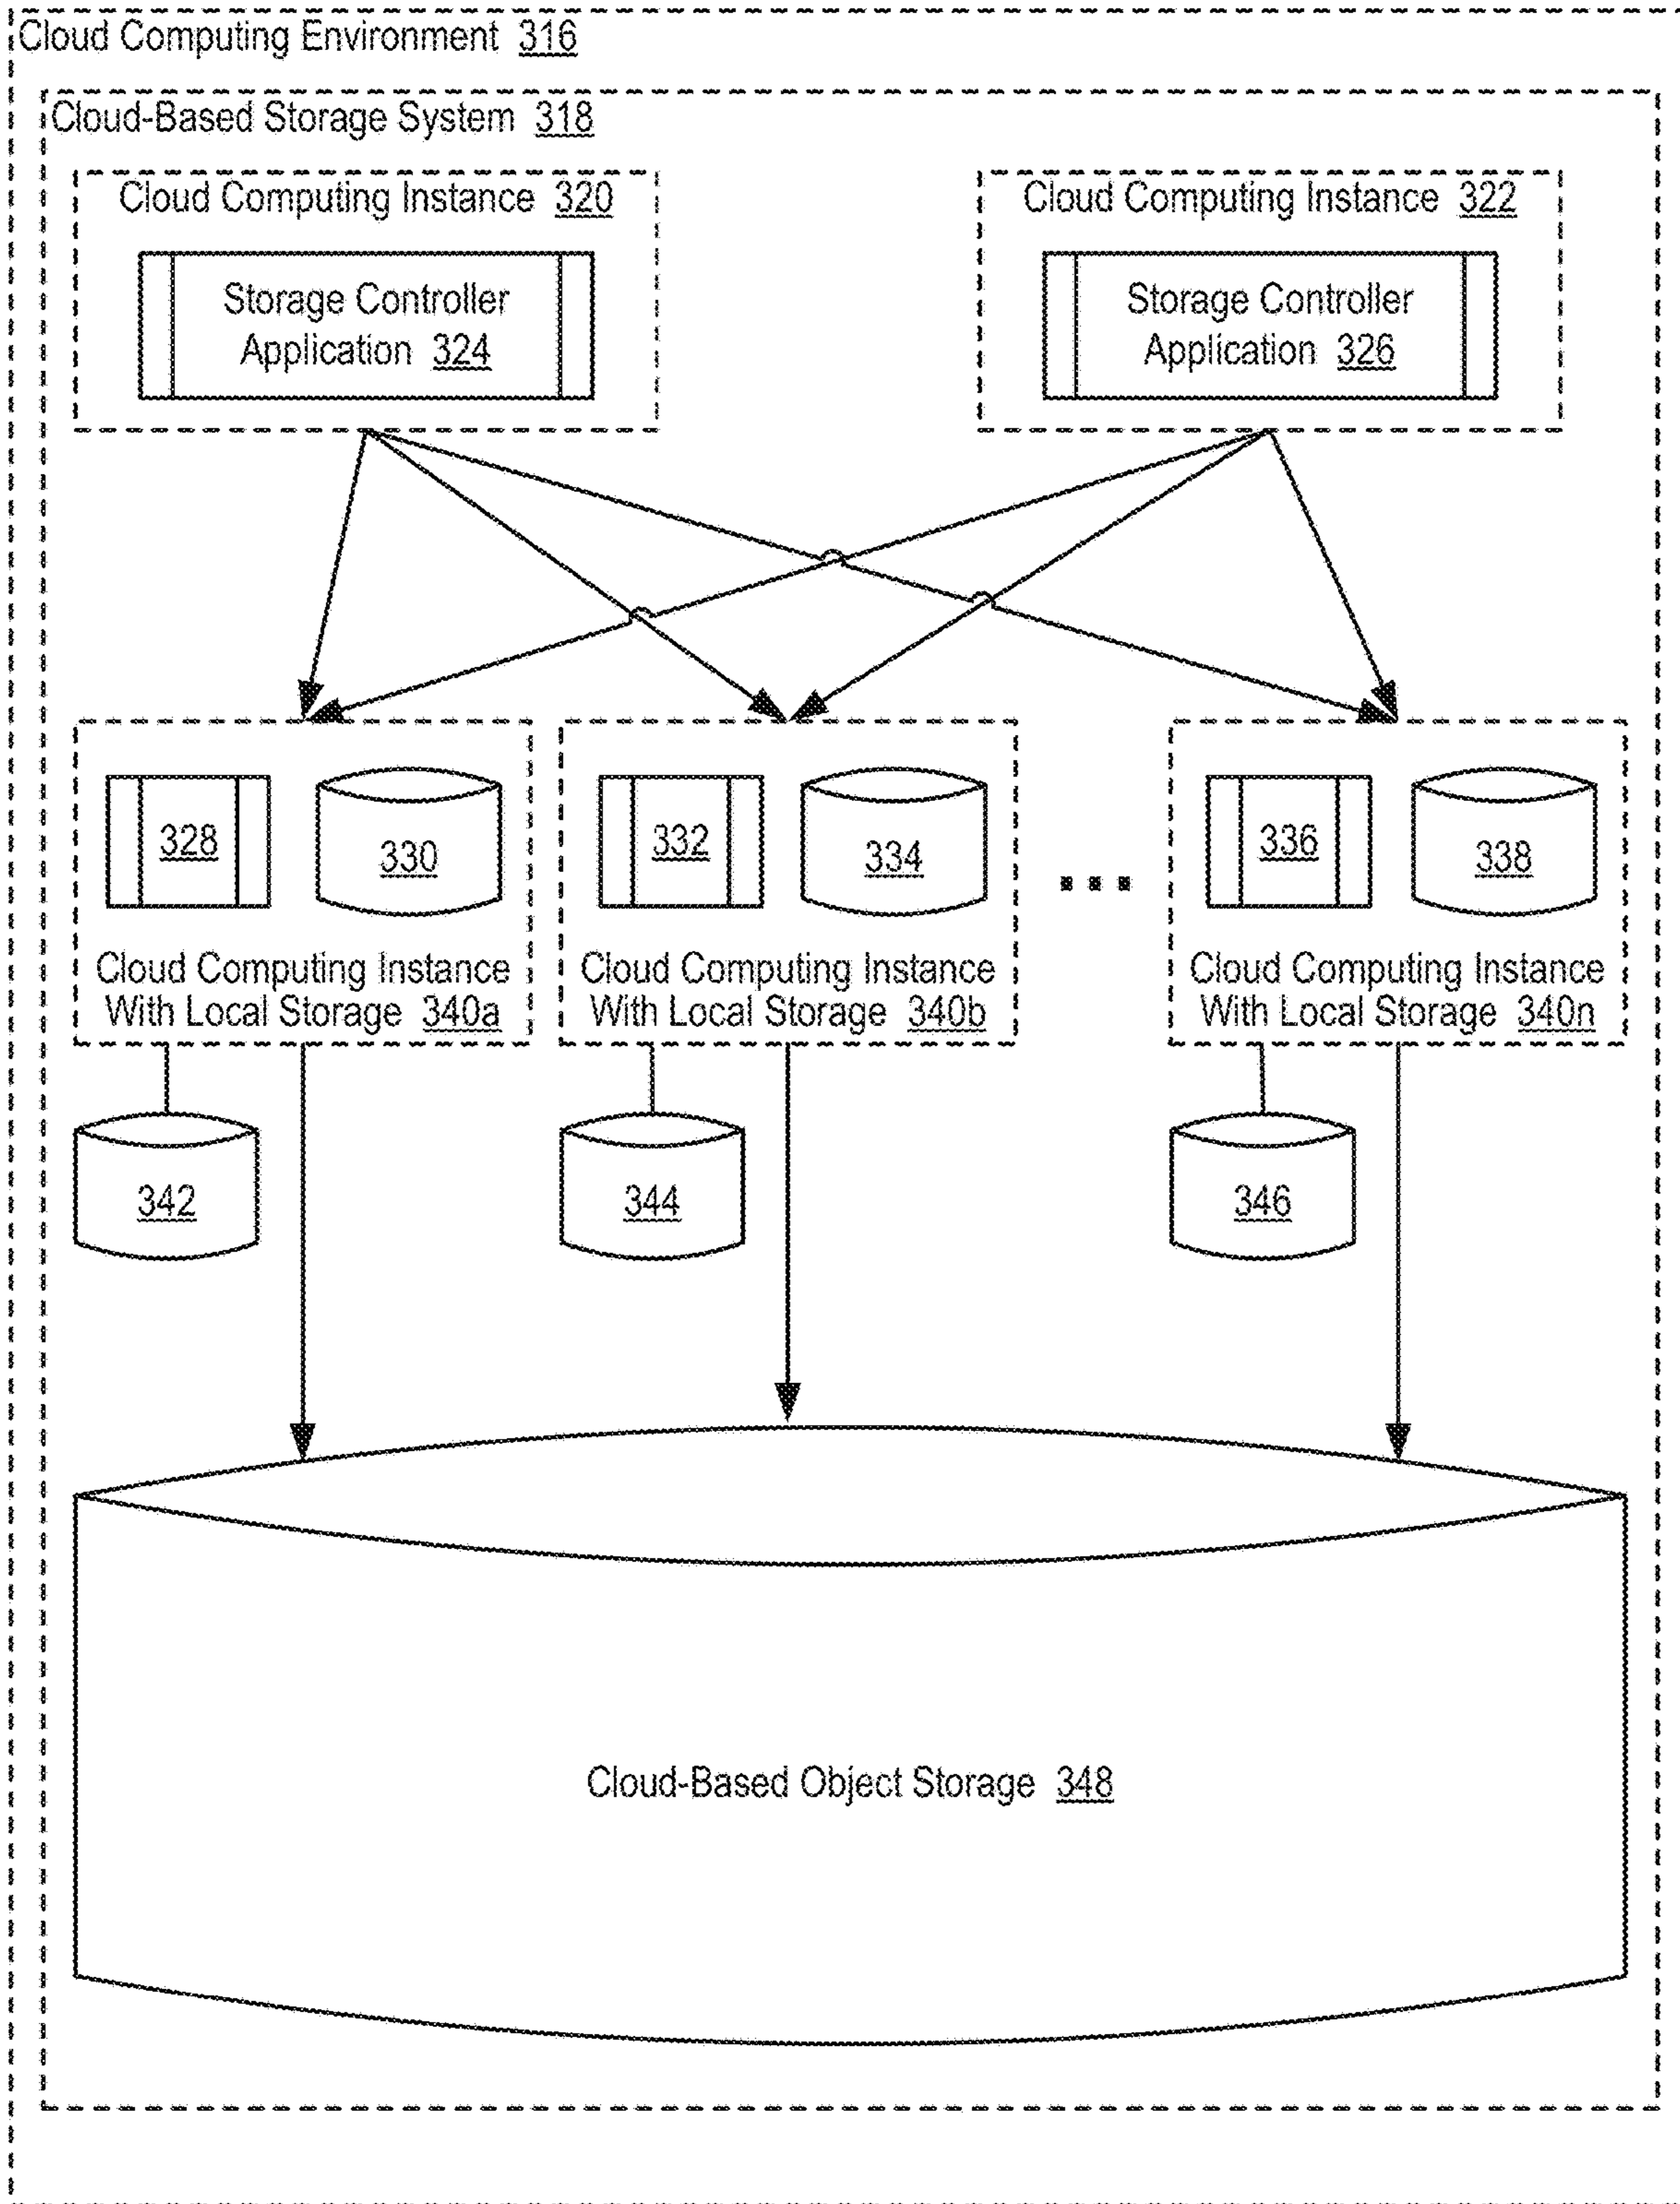 Cloud Computing Environment 316
Cloud-Based Storage System 318
Cloud Computing Instance 320
Storage Controller
Application 324
Cloud Computing Instance 322
Storage Controller
Application 326
328
330
Cloud Computing Instance
With Local Storage 340a
332
334
Cloud Computing Instance
With Local Storage 340b
...
336
338
Cloud Computing Instance
With Local Storage 340n
342
344
346
Cloud-Based Object Storage 348